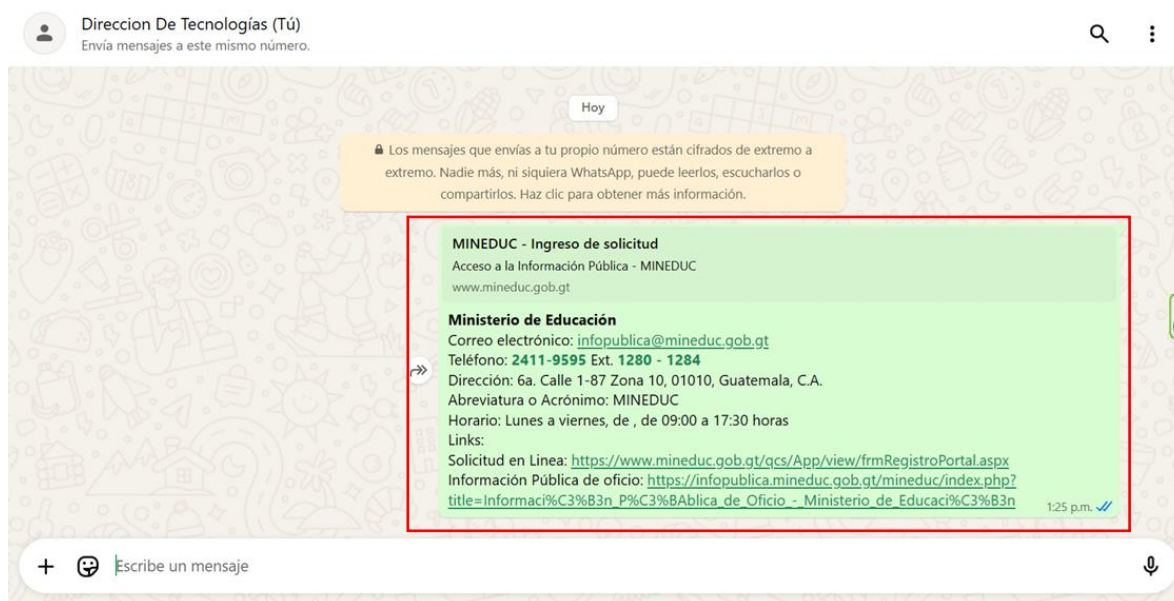 Direccion De Tecnologías (Tú)
Envía mensajes a este mismo número.
Hoy
Los mensajes que envías a tu propio número están cifrados de extremo a
extremo. Nadie más, ni siquiera WhatsApp, puede leerlos, escucharlos o
compartirlos. Haz clic para obtener más información.
MINEDUC - Ingreso de solicitud
Acceso a la Información Pública - MINEDUC
www.mineduc.gob.gt
Ministerio de Educación
Correo electrónico: infopublica@mineduc.gob.gt
Teléfono: 2411-9595 Ext. 1280 - 1284
Dirección: 6a. Calle 1-87 Zona 10, 01010, Guatemala, C.A.
Abreviatura o Acrónimo: MINEDUC
Horario: Lunes a viernes, de , de 09:00 a 17:30 horas
Links:
Solicitud en Linea: https://www.mineduc.gob.gt/qcs/App/view/frmRegistroPortal.aspx
Información Pública de oficio: https://infopublica.mineduc.gob.gt/mineduc/index.php?
title=Informaci%C3%B3n_P%C3%BAblica_de_Oficio_-_Ministerio_de_Educaci%C3%B3n
1:25 p.m.
Escribe un mensaje